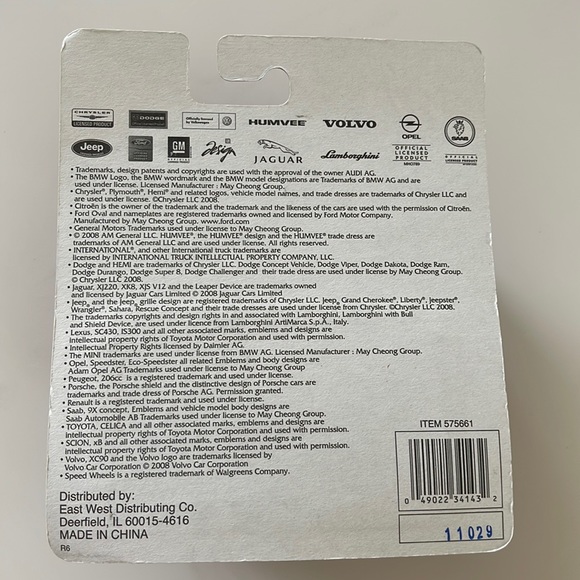 CHRYSLER
LICENSED PRODUCT
DODGE
Officially licensed
by Volkswagen
HUMVEE
VOLVO
OPEL
SAAB
Jeep
GM
OFFICIAL
JAGUAR
Lamborghini
OFFICIAL
LICENSED
PRODUCT
OFFICIAL
LICENSED PRODUCT
• Trademarks, design patents and copyrights are used with the approval of the owner AUDI AG.
• The BMW Logo, the BMW wordmark and the BMW model designations are Trademarks of BMW AG and are
used under license. Licensed Manufacturer : May Cheong Group.
• Chrysler®, Plymouth®, Hemi® and related logos, vehicle model names, and trade dresses are trademarks of Chrysler LLC and
are used under license. ©Chrysler LLC 2008.
• Citroën is the owner of the trademark and the likeness of the cars are used with the permission of Citroën.
• Ford Oval and nameplates are registered trademarks owned and licensed by Ford Motor Company.
Manufactured by May Cheong Group. www.ford.com
• General Motors Trademarks used under License to May Cheong Group.
• © 2008 AM General LLC. HUMVEE®, the HUMVEE® design and the HUMVEE® trade dress are
trademarks of AM General LLC and are used under license. All rights reserved.
• INTERNATIONAL®, and other International truck trademarks are
licensed by INTERNATIONAL TRUCK INTELLECTUAL PROPERTY COMPANY, LLC.
• Dodge and HEMI are trademarks of Chrysler LLC. Dodge Concept Vehicle, Dodge Viper, Dodge Dakota, Dodge Ram,
Dodge Durango, Dodge Super 8, Dodge Challenger and their trade dress are used under license by May Cheong Group.
© Chrysler LLC 2008.
• Jaguar, XJ220, XK8, XJS V12 and the Leaper Device are trademarks owned
and licensed by Jaguar Cars Limited © 2008 Jaguar Cars Limited
• Jeep® and the Jeep® grille design are registered trademarks of Chrysler LLC. Jeep® Grand Cherokee®, Liberty®, Jeepster®,
Wrangler®, Sahara, Rescue Concept and their trade dresses are used under license from Chrysler. ©Chrysler LLC 2008.
• The trademarks copyrights and design rights in and associated with Lamborghini, Lamborghini with Bull
and Shield Device, are used under licence from Lamborghini ArtiMarca S.p.A., Italy.
• Lexus, SC430, IS300 and all other associated marks, emblems and designs are
intellectual property rights of Toyota Motor Corporation and used with permission.
• Intellectual Property Rights licensed by Daimler AG.
• The MINI trademarks are used under license from BMW AG. Licensed Manufacturer : May Cheong Group.
• Opel, Speedster, Eco-Speedster all related Emblems and body designs are
Adam Opel AG Trademarks used under License to May Cheong Group
• Peugeot, 206cc is a registered trademark and used under license.
• Porsche, the Porsche shield and the distinctive design of Porsche cars are
trademarks and trade dress of Porsche AG. Permission granted.
• Renault is a registered trademark and used under license.
• Saab, 9X concept, Emblems and vehicle model body designs are
Saab Automobile AB Trademarks used under License to May Cheong Group.
• TOYOTA, CELICA and all other associated marks, emblems and designs are
intellectual property rights of Toyota Motor Corporation and used with permission.
• SCION, xB and all other associated marks, emblems and designs are
intellectual property rights of Toyota Motor Corporation and used with permission.
• Volvo, XC90 and the Volvo logo are trademarks licensed by
Volvo Car Corporation © 2008 Volvo Car Corporation
• Speed Wheels is a registered trademark of Walgreens Company.
ITEM 575661
0 49022 34143 2
11029
Distributed by:
East West Distributing Co.
Deerfield, IL 60015-4616
MADE IN CHINA
R6